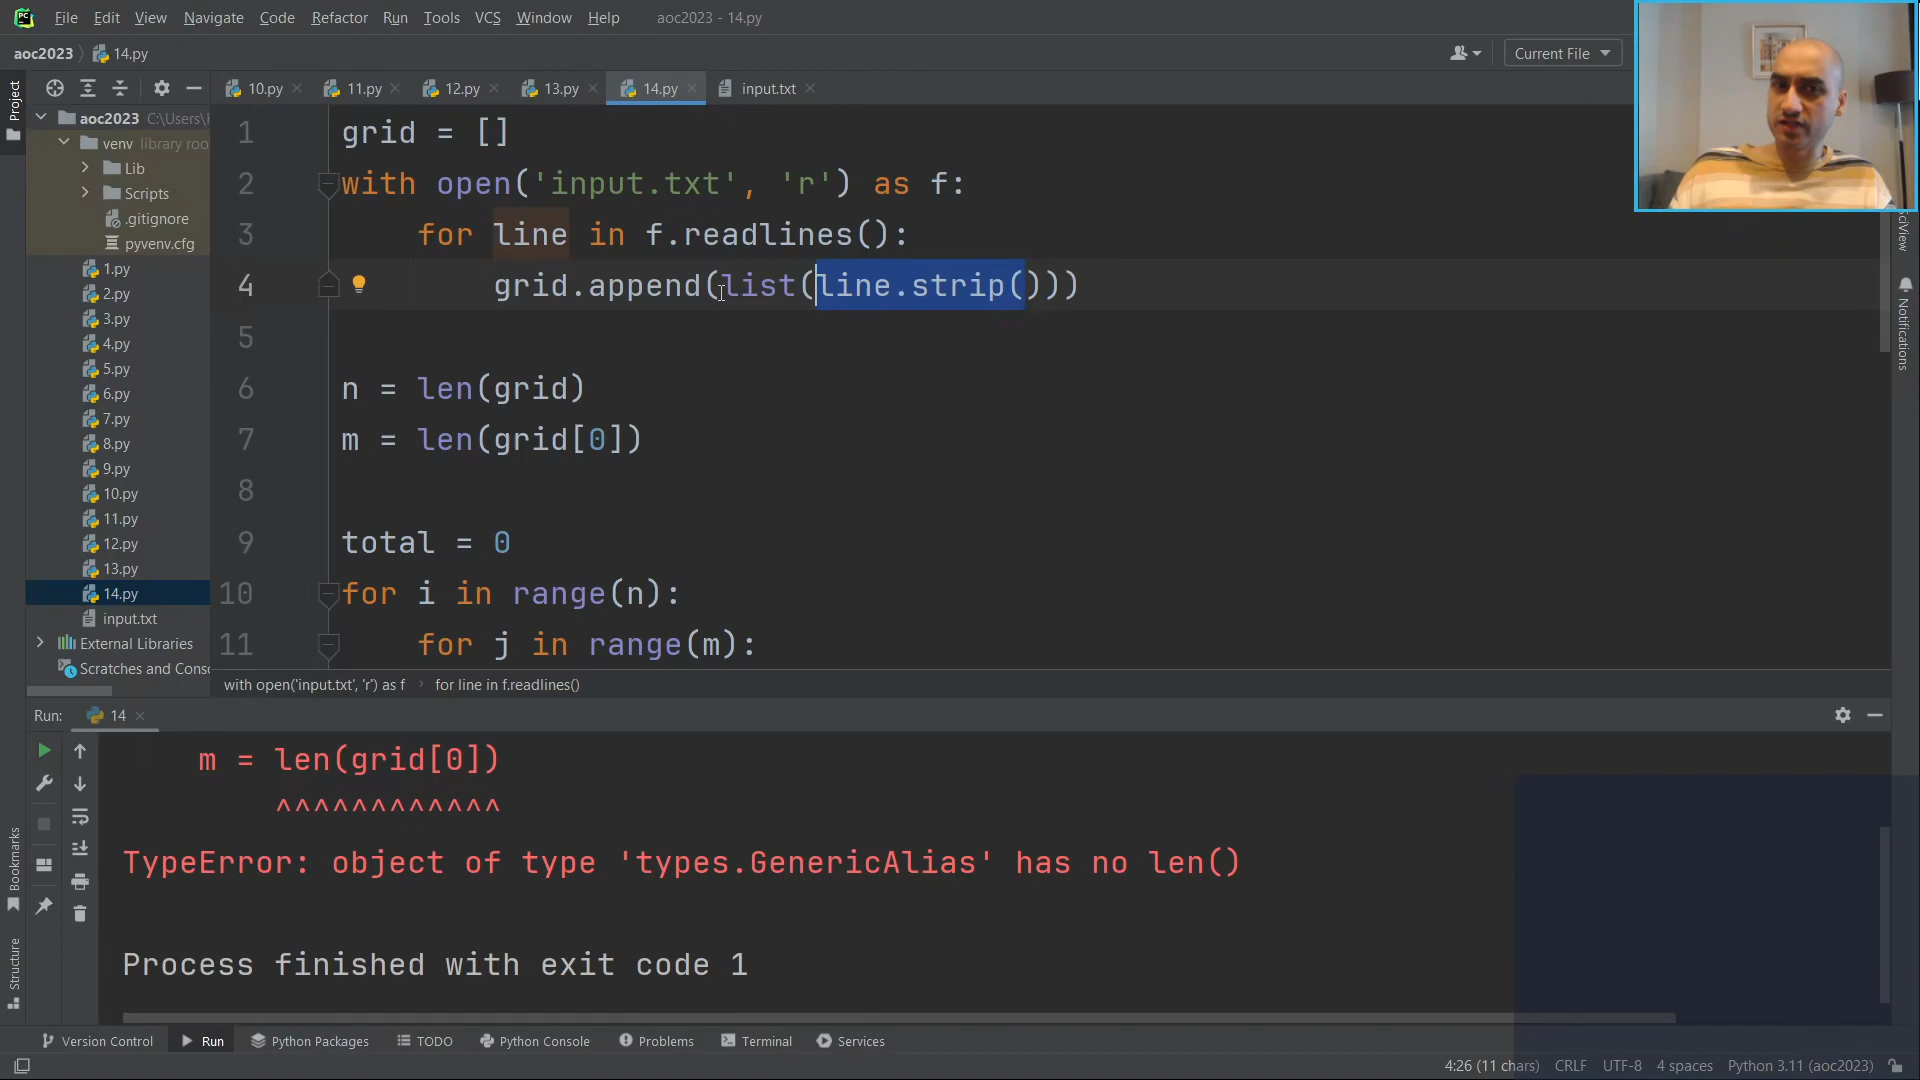 File Edit View Navigate Code Refactor Run Tools VCS Window Help aoc2023 - 14.py
aoc2023 14.py Current File
10.py 11.py 12.py 13.py 14.py input.txt
Project
aoc2023 C:\Users\
venv library roo
Lib
Scripts
.gitignore
pyvenv.cfg
1.py
2.py
3.py
4.py
5.py
6.py
7.py
8.py
9.py
10.py
11.py
12.py
13.py
14.py
input.txt
External Libraries
Scratches and Conso
1 grid = []
2 with open('input.txt', 'r') as f:
3 for line in f.readlines():
4 grid.append(list(line.strip()))
5
6 n = len(grid)
7 m = len(grid[0])
8
9 total = 0
10 for i in range(n):
11 for j in range(m):
with open('input.txt', 'r') as f for line in f.readlines()
SciView
Notifications
Run: 14
m = len(grid[0])
^^^^^^^^^^^^
TypeError: object of type 'types.GenericAlias' has no len()
Process finished with exit code 1
Bookmarks
Structure
Version Control Run Python Packages TODO Python Console Problems Terminal Services
4:26 (11 chars) CRLF UTF-8 4 spaces Python 3.11 (aoc2023)